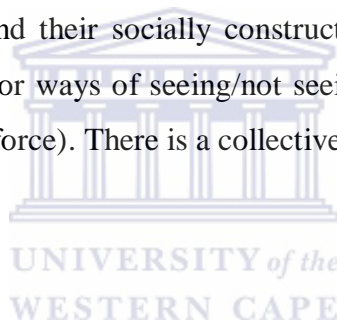 nd their socially construct
or ways of seeing/not seei
force). There is a collective
UNIVERSITY of the
WESTERN CAPE